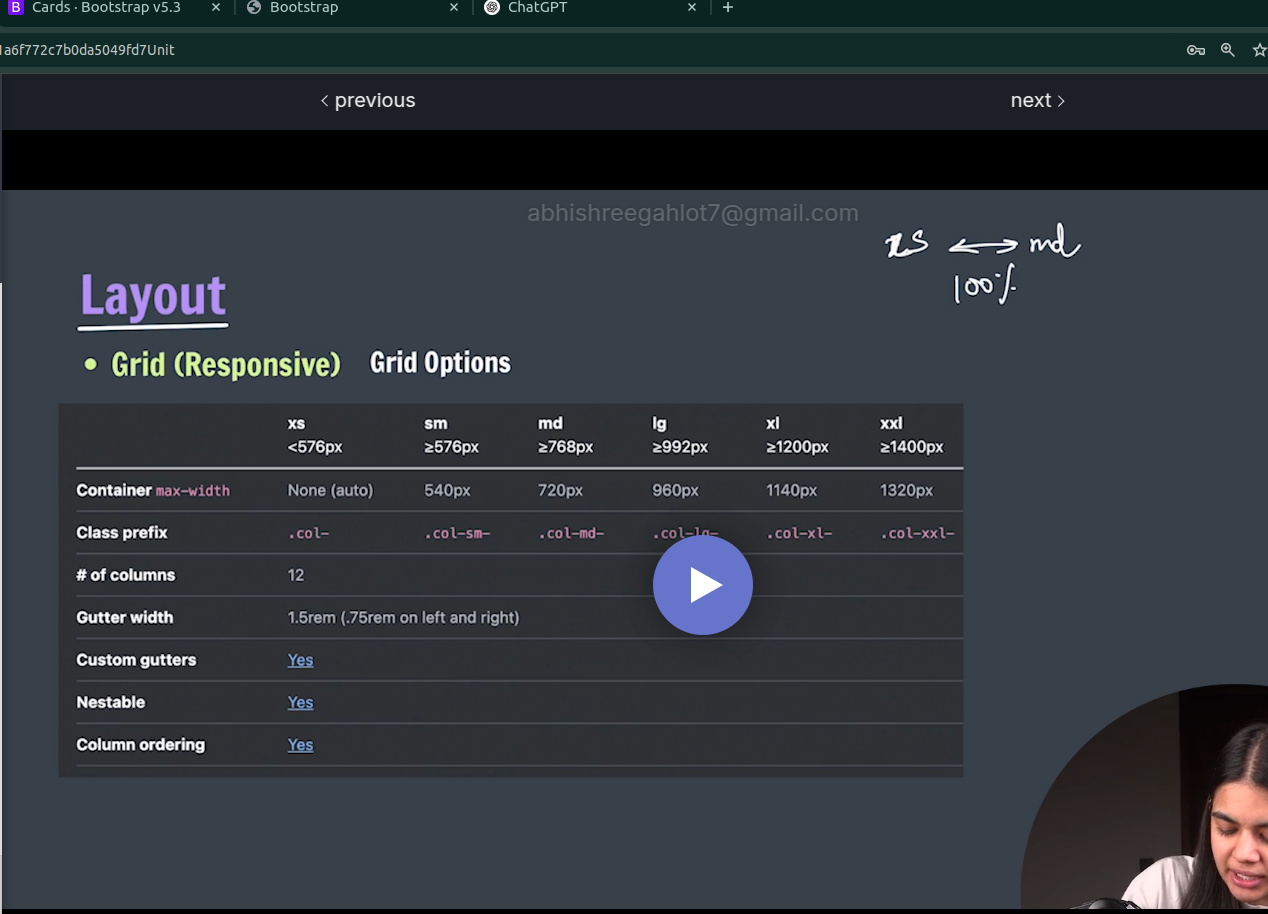 B Cards · Bootstrap v5.3 × Bootstrap × ChatGPT × +
a6f772c7b0da5049fd7Unit
< previous next >
abhishreegahlot7@gmail.com
xs ↔ md
100%
Layout
• Grid (Responsive) Grid Options
xs sm md lg xl xxl
<576px ≥576px ≥768px ≥992px ≥1200px ≥1400px
Container max-width None (auto) 540px 720px 960px 1140px 1320px
Class prefix .col- .col-sm- .col-md- .col-lg- .col-xl- .col-xxl-
# of columns 12
Gutter width 1.5rem (.75rem on left and right)
Custom gutters Yes
Nestable Yes
Column ordering Yes